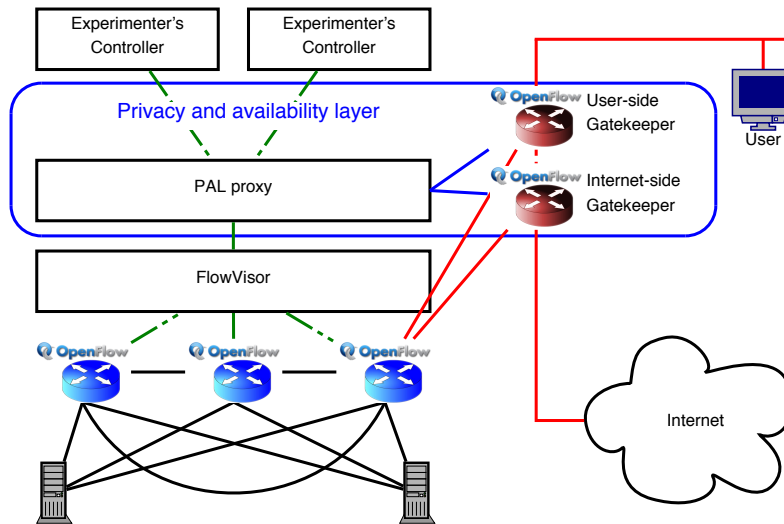 Experimenter's
Controller
Experimenter's
Controller
Privacy and availability layer
OpenFlow
User-side
Gatekeeper
User
PAL proxy
OpenFlow
Internet-side
Gatekeeper
FlowVisor
OpenFlow
OpenFlow
OpenFlow
Internet